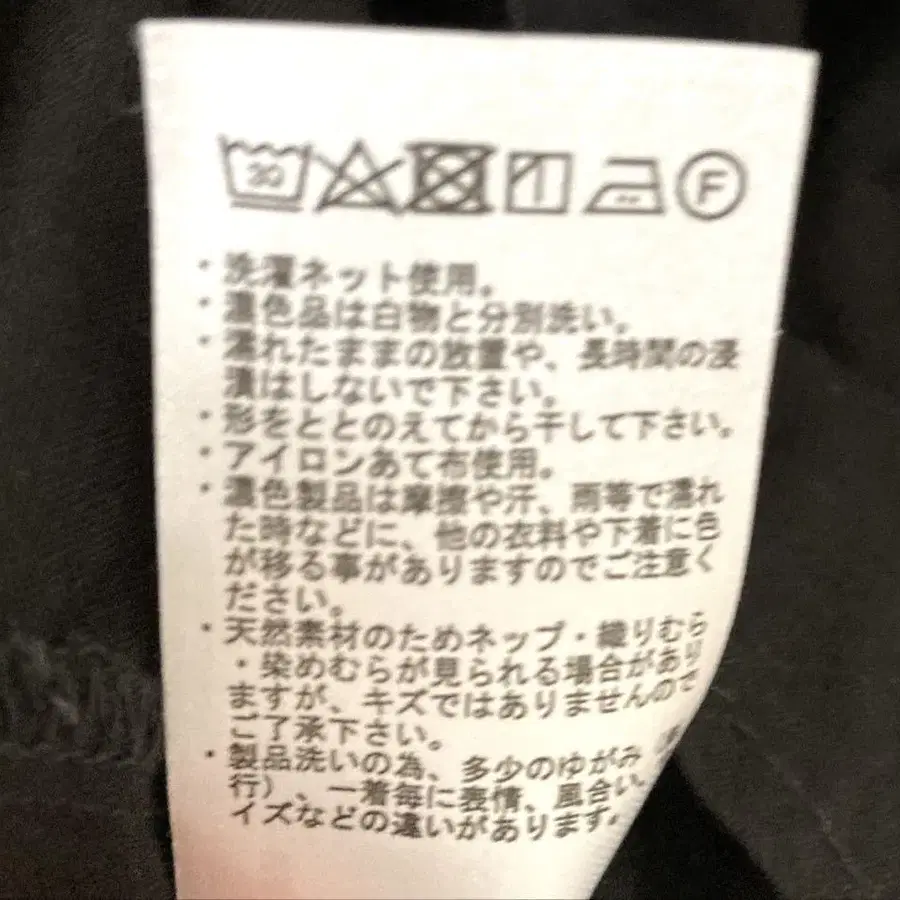 30
F
・洗濯ネット使用。
・濃色品は白物と分別洗い。
・濡れたままの放置や、長時間の浸
漬はしないで下さい。
・形をととのえてから干して下さい。
・アイロンあて布使用。
・濃色製品は摩擦や汗、雨等で濡れ
た時などに、他の衣料や下着に色
が移る事がありますのでご注意く
ださい。
・天然素材のためネップ・織りむら
・染めむらが見られる場合があり
ますが、キズではありませんので
ご了承下さい。
・製品洗いの為、多少のゆがみ
行）、一着毎に表情、風合い、
イズなどの違いがあります。